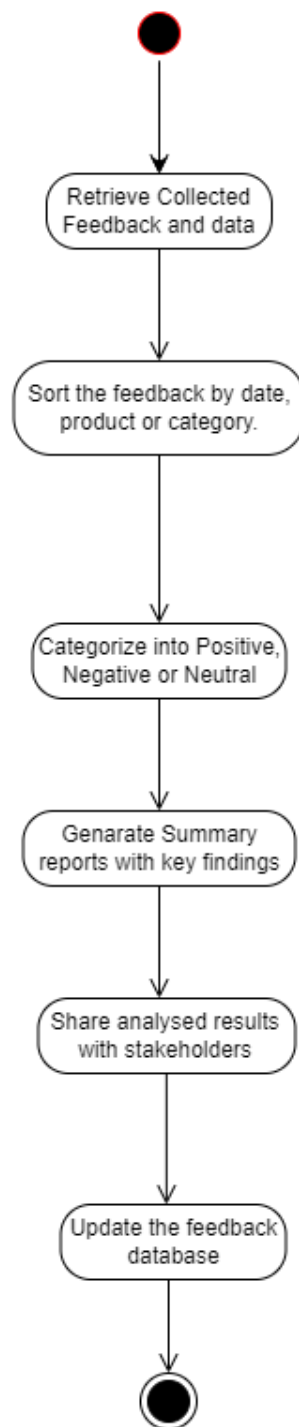 Retrieve Collected
Feedback and data
Sort the feedback by date,
product or category.
Categorize into Positive,
Negative or Neutral
Genarate Summary
reports with key findings
Share analysed results
with stakeholders
Update the feedback
database